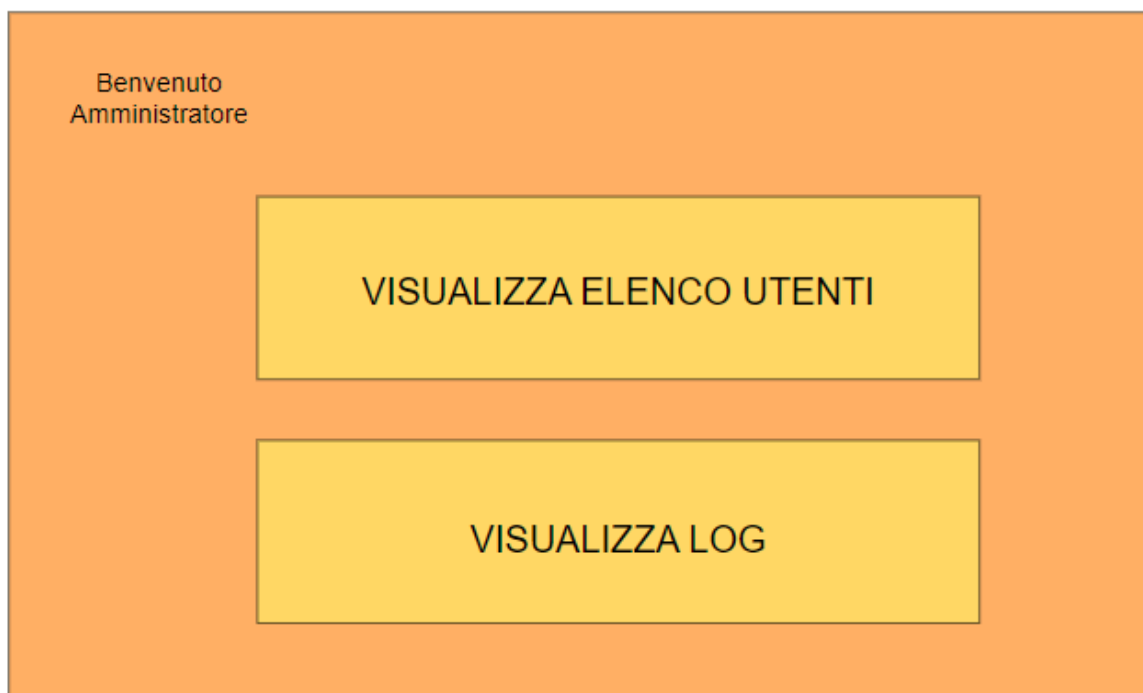 Benvenuto
Amministratore
VISUALIZZA ELENCO UTENTI
VISUALIZZA LOG